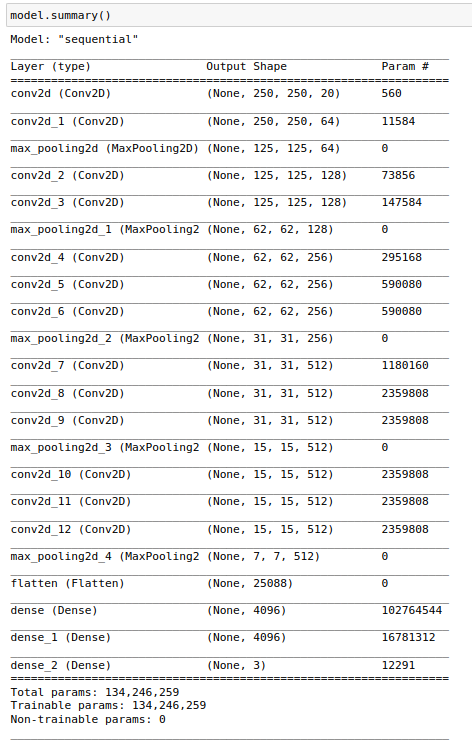 model.summary()
Model: "sequential"
Layer (type) Output Shape Param #
conv2d (Conv2D) (None, 250, 250, 20) 560
conv2d_1 (Conv2D) (None, 250, 250, 64) 11584
max_pooling2d (MaxPooling2D) (None, 125, 125, 64) 0
conv2d_2 (Conv2D) (None, 125, 125, 128) 73856
conv2d_3 (Conv2D) (None, 125, 125, 128) 147584
max_pooling2d_1 (MaxPooling2 (None, 62, 62, 128) 0
conv2d_4 (Conv2D) (None, 62, 62, 256) 295168
conv2d_5 (Conv2D) (None, 62, 62, 256) 590080
conv2d_6 (Conv2D) (None, 62, 62, 256) 590080
max_pooling2d_2 (MaxPooling2 (None, 31, 31, 256) 0
conv2d_7 (Conv2D) (None, 31, 31, 512) 1180160
conv2d_8 (Conv2D) (None, 31, 31, 512) 2359808
conv2d_9 (Conv2D) (None, 31, 31, 512) 2359808
max_pooling2d_3 (MaxPooling2 (None, 15, 15, 512) 0
conv2d_10 (Conv2D) (None, 15, 15, 512) 2359808
conv2d_11 (Conv2D) (None, 15, 15, 512) 2359808
conv2d_12 (Conv2D) (None, 15, 15, 512) 2359808
max_pooling2d_4 (MaxPooling2 (None, 7, 7, 512) 0
flatten (Flatten) (None, 25088) 0
dense (Dense) (None, 4096) 102764544
dense_1 (Dense) (None, 4096) 16781312
dense_2 (Dense) (None, 3) 12291
Total params: 134,246,259
Trainable params: 134,246,259
Non-trainable params: 0